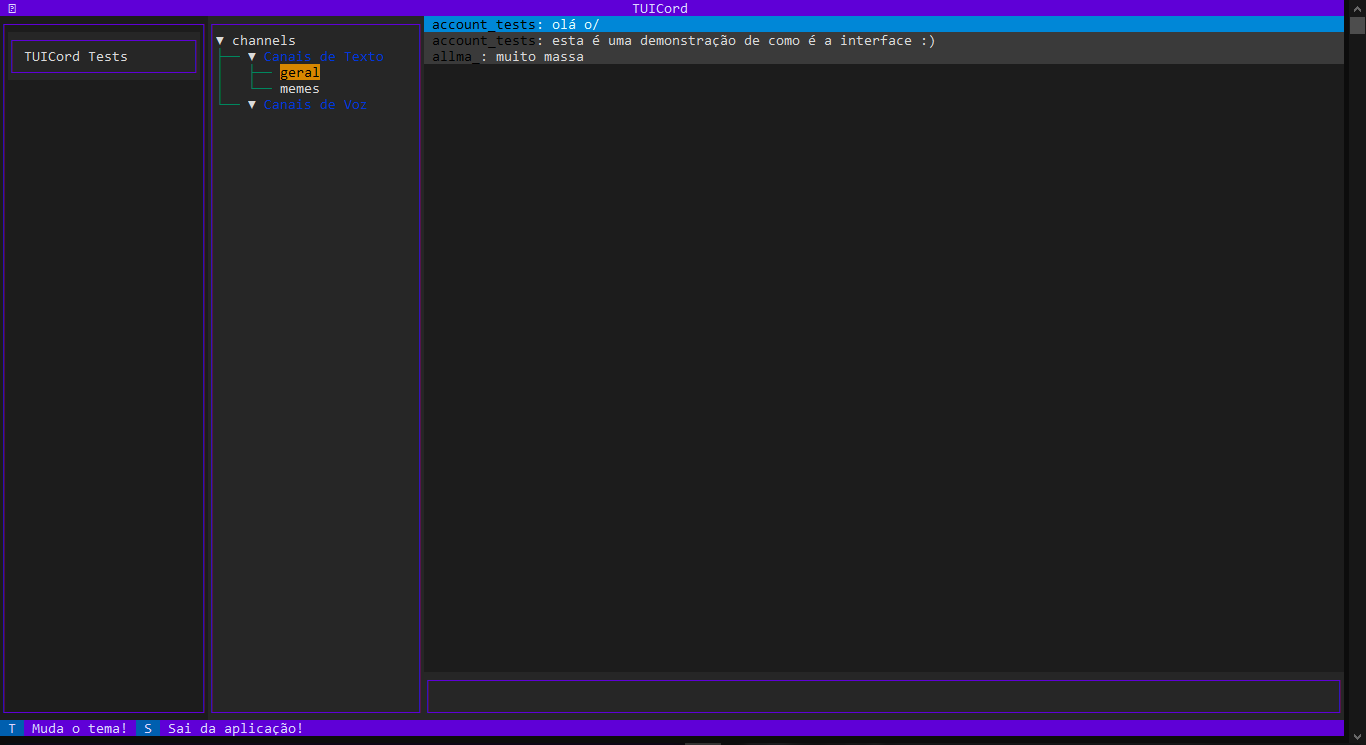 TUICord
TUICord Tests
▼ channels
▼ Canais de Texto
geral
memes
▼ Canais de Voz
account_tests: olá o/
account_tests: esta é uma demonstração de como é a interface :)
allma_: muito massa
T Muda o tema! S Sai da aplicação!